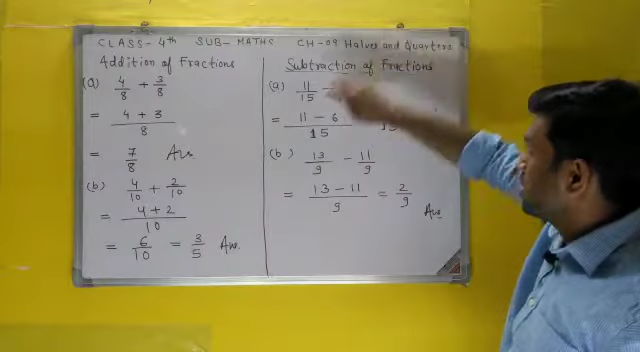 CLASS- 4th SUB- MATHS CH-09 Halves and Quarters
Addition of Fractions
(a) 4/8 + 3/8
= 4 + 3 / 8
= 7/8 Ans.
(b) 4/10 + 2/10
= 4 + 2 / 10
= 6/10 = 3/5 Ans.
Subtraction of Fractions
(a) 11/15 -
= 11 - 6 / 15
(b) 13/9 - 11/9
= 13 - 11 / 9 = 2/9
Ans.